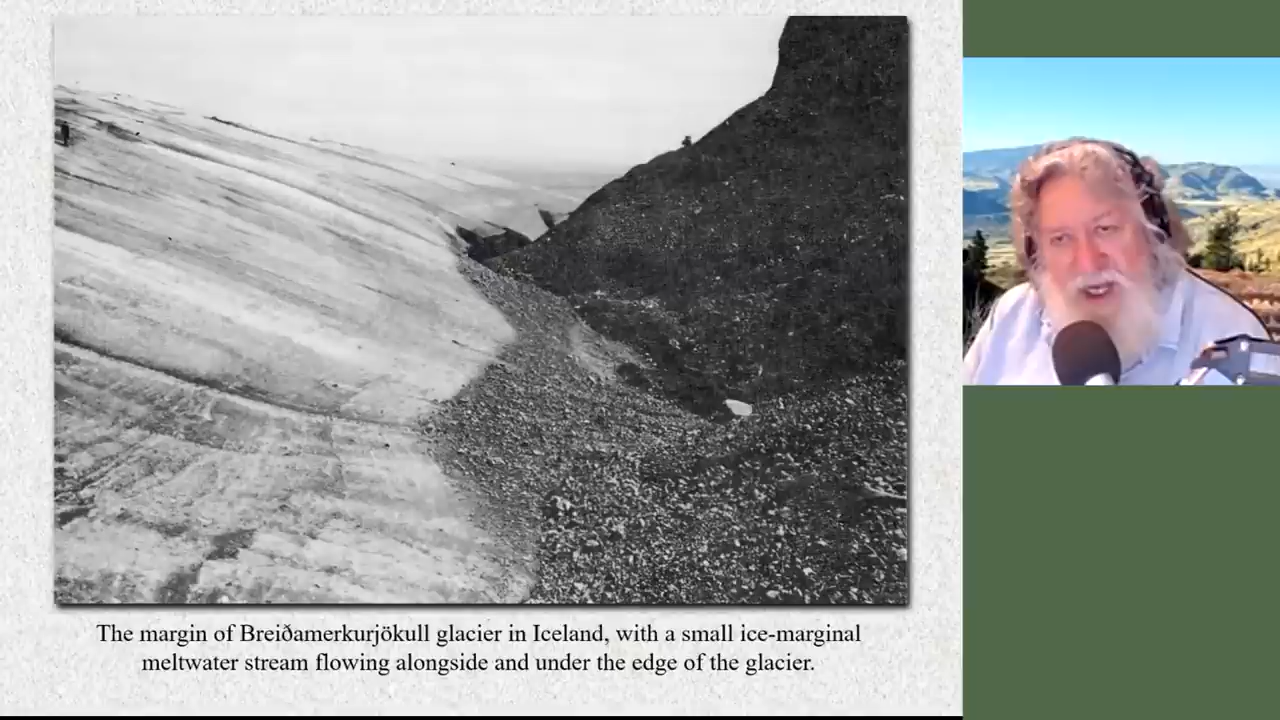 The margin of Breiðamerkurjökull glacier in Iceland, with a small ice-marginal
meltwater stream flowing alongside and under the edge of the glacier.